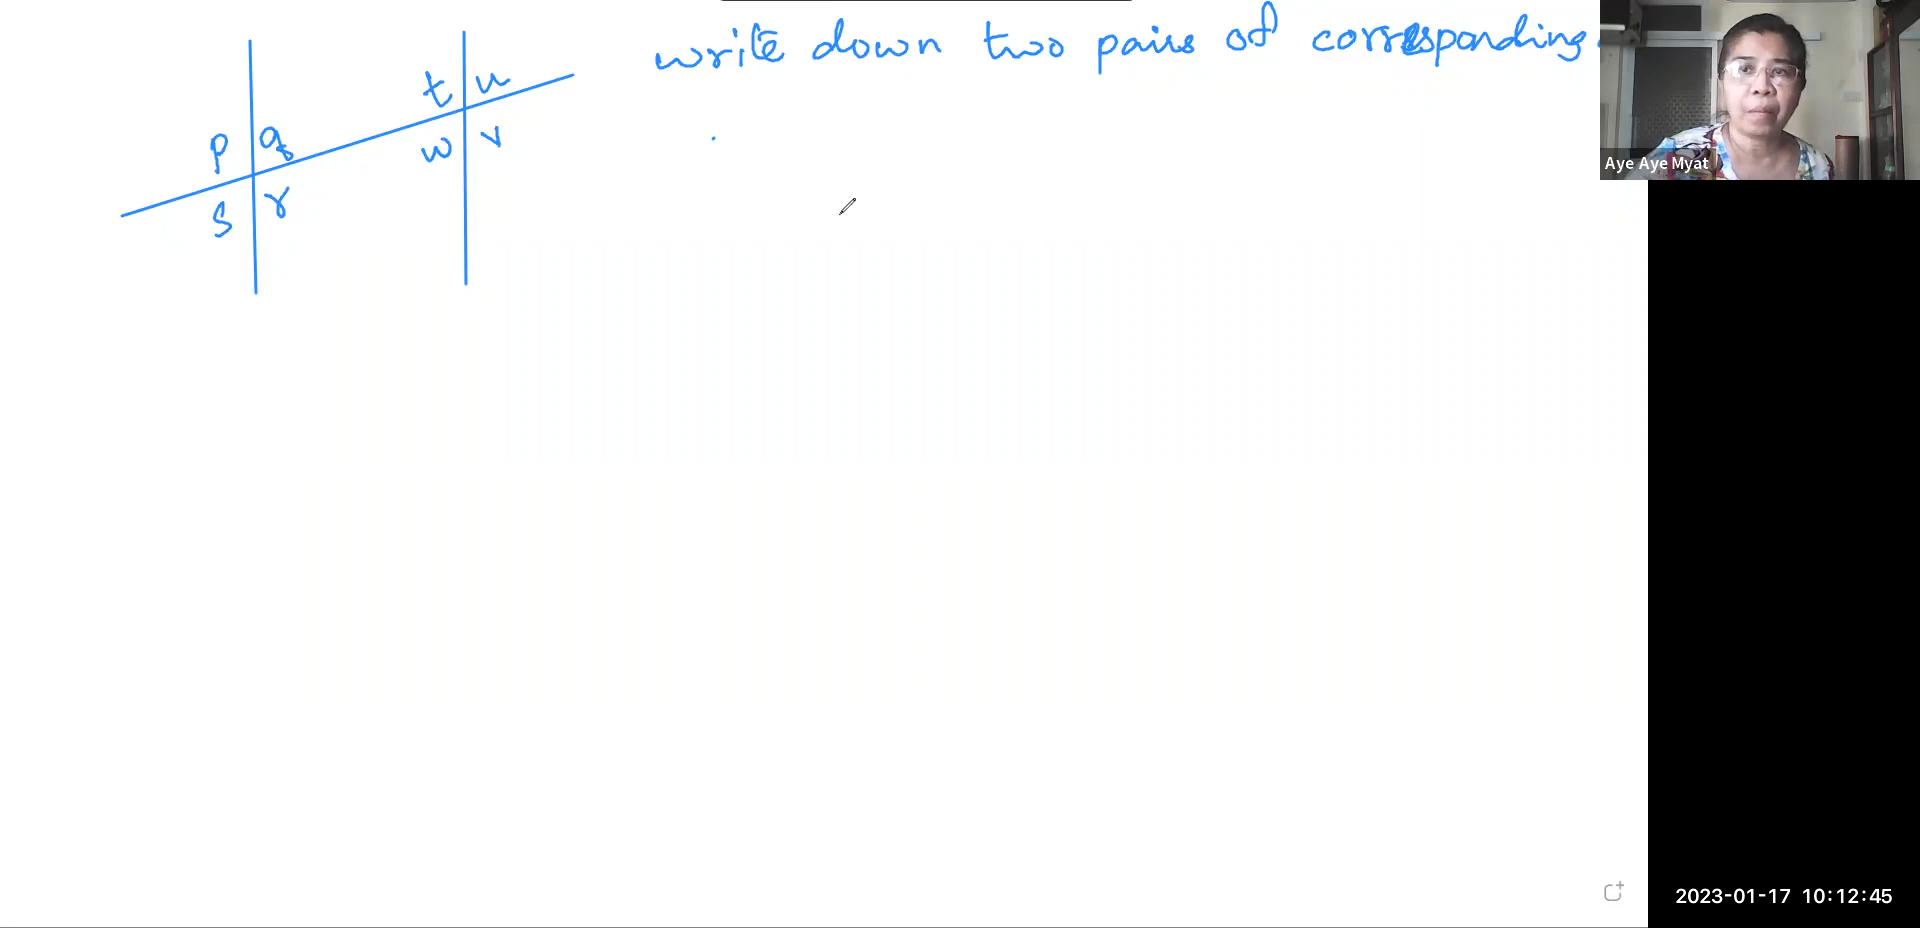 write down two pairs of corresponding
t u
p q
w v
s r
Aye Aye Myat
2023-01-17 10:12:45